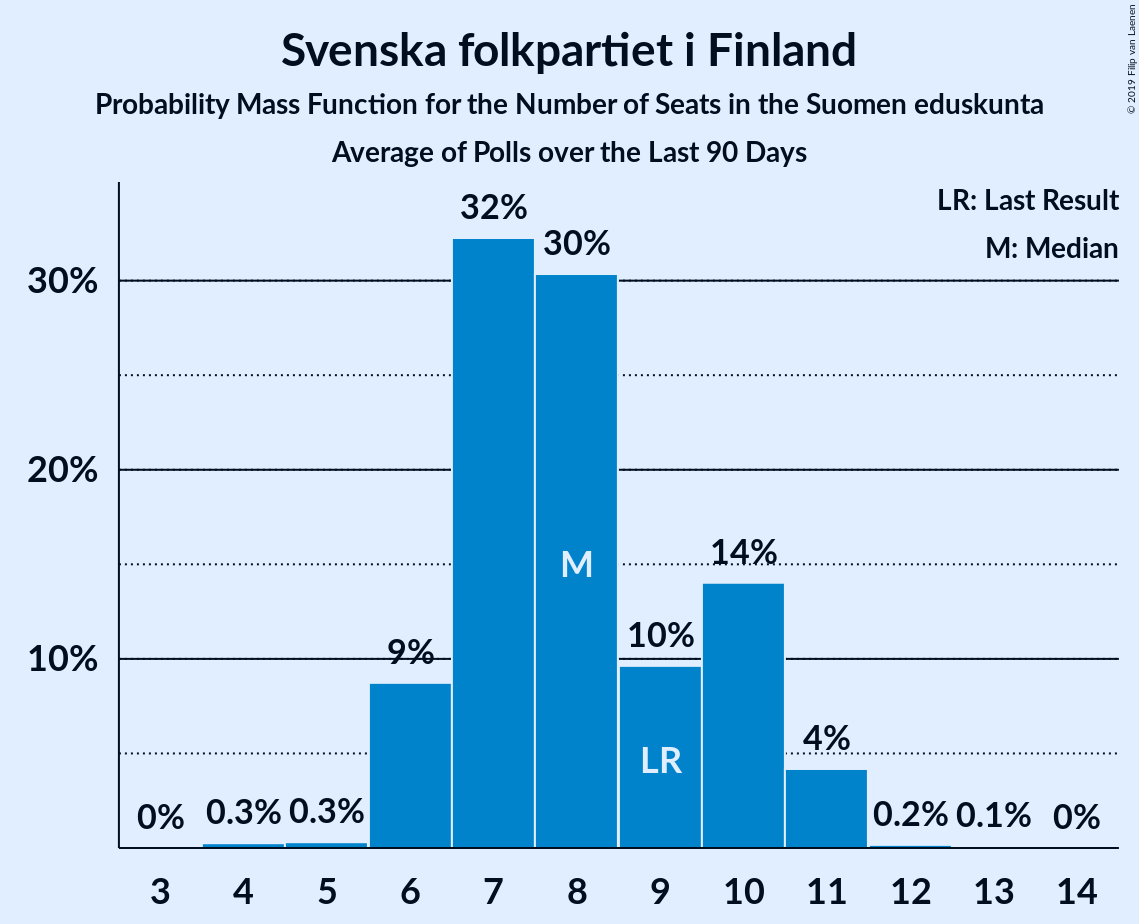 Svenska folkpartiet i Finland
Probability Mass Function for the Number of Seats in the Suomen eduskunta
Average of Polls over the Last 90 Days
© 2019 Filip van Laenen
LR: Last Result
M: Median
32%
30%
30%
20%
14%
M
10%
9%
10%
LR
4%
0%
0.3%
0.3%
0.2%
0.1%
0%
3 4 5 6 7 8 9 10 11 12 13 14